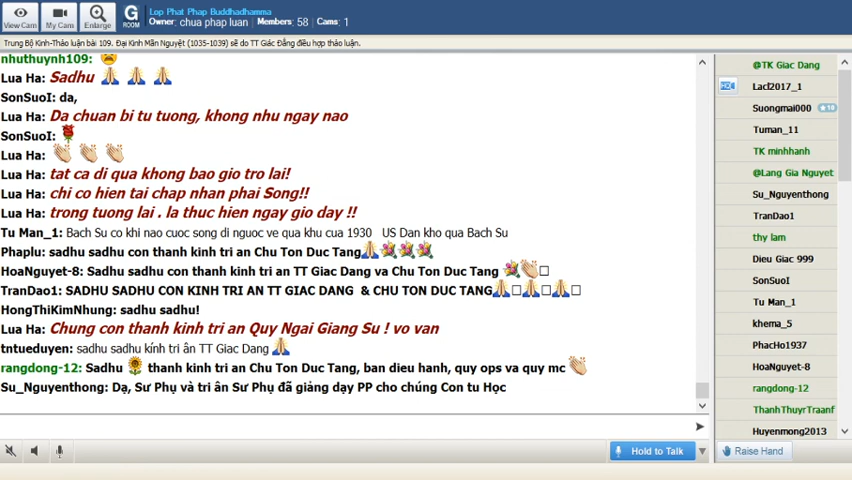 View Cam
My Cam
Enlarge
G
ROOM
Lop Phat Phap Buddhadhamma
Owner: chua phap luan Members: 58 Cams: 1
Trung Bộ Kinh-Thảo luận bài 109. Đại Kinh Mãn Nguyệt (1035-1039) sẽ do TT Giác Đẳng điều hợp thảo luận.
nhuthuynh109:
Lua Ha: Sadhu
SonSuoI: da,
Lua Ha: Da chuan bi tu tuong, khong nhu ngay nao
SonSuoI:
Lua Ha:
Lua Ha: tat ca di qua khong bao gio tro lai!
Lua Ha: chi co hien tai chap nhan phai Song!!
Lua Ha: trong tuong lai . la thuc hien ngay gio day !!
Tu Man_1: Bach Su co khi nao cuoc song di nguoc ve qua khu cua 1930 US Dan kho qua Bach Su
Phaplu: sadhu sadhu con thanh kinh tri an Chu Ton Duc Tang
HoaNguyet-8: Sadhu sadhu con thanh kinh tri an TT Giac Dang va Chu Ton Duc Tang
TranDao1: SADHU SADHU CON KINH TRI AN TT GIAC DANG & CHU TON DUC TANG
HongThiKimNhung: sadhu sadhu!
Lua Ha: Chung con thanh kinh tri an Quy Ngai Giang Su ! vo van
tntueduyen: sadhu sadhu kính tri ân TT Giac Dang
rangdong-12: Sadhu thanh kinh tri an Chu Ton Duc Tang, ban dieu hanh, quy ops va quy mc
Su_Nguyenthong: Dạ, Sư Phụ và tri ân Sư Phụ đã giảng dạy PP cho chúng Con tu Học
@TK Giac Dang
Lacl2017_1
Suongmai000 18
Tuman_11
TK minhhanh
@Lang Gia Nguyet
Su_Nguyenthong
TranDao1
thy lam
Dieu Giac 999
SonSuoI
Tu Man_1
khema_5
PhacHo1937
HoaNguyet-8
rangdong-12
ThanhThuyrTraanf
Huyenmong2013
Hold to Talk
Raise Hand